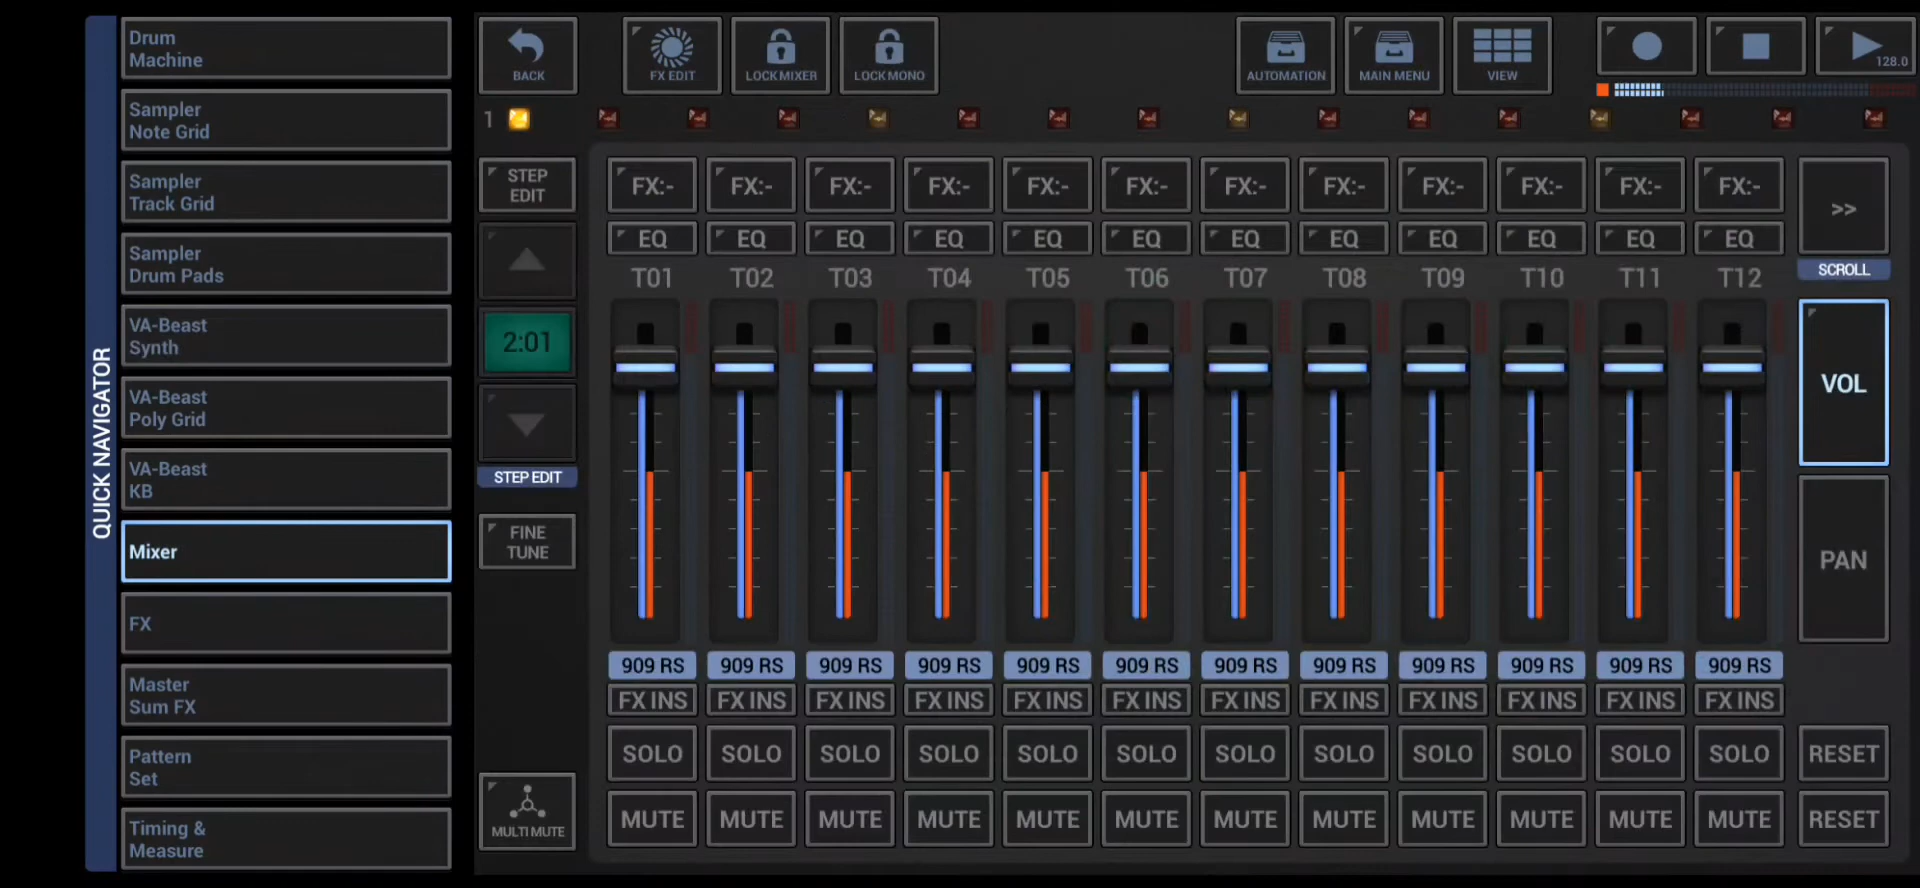 QUICK NAVIGATOR
Drum
Machine
Sampler
Note Grid
Sampler
Track Grid
Sampler
Drum Pads
VA-Beast
Synth
VA-Beast
Poly Grid
VA-Beast
KB
Mixer
FX
Master
Sum FX
Pattern
Set
Timing &
Measure
BACK
FX EDIT
LOCK MIXER
LOCK MONO
AUTOMATION
MAIN MENU
VIEW
128.0
1
STEP
EDIT
2:01
STEP EDIT
FINE
TUNE
MULTI MUTE
FX:- FX:- FX:- FX:- FX:- FX:- FX:- FX:- FX:- FX:- FX:- FX:-
EQ EQ EQ EQ EQ EQ EQ EQ EQ EQ EQ EQ
T01 T02 T03 T04 T05 T06 T07 T08 T09 T10 T11 T12
909 RS 909 RS 909 RS 909 RS 909 RS 909 RS 909 RS 909 RS 909 RS 909 RS 909 RS 909 RS
FX INS FX INS FX INS FX INS FX INS FX INS FX INS FX INS FX INS FX INS FX INS FX INS
SOLO SOLO SOLO SOLO SOLO SOLO SOLO SOLO SOLO SOLO SOLO SOLO
MUTE MUTE MUTE MUTE MUTE MUTE MUTE MUTE MUTE MUTE MUTE MUTE
>>
SCROLL
VOL
PAN
RESET
RESET